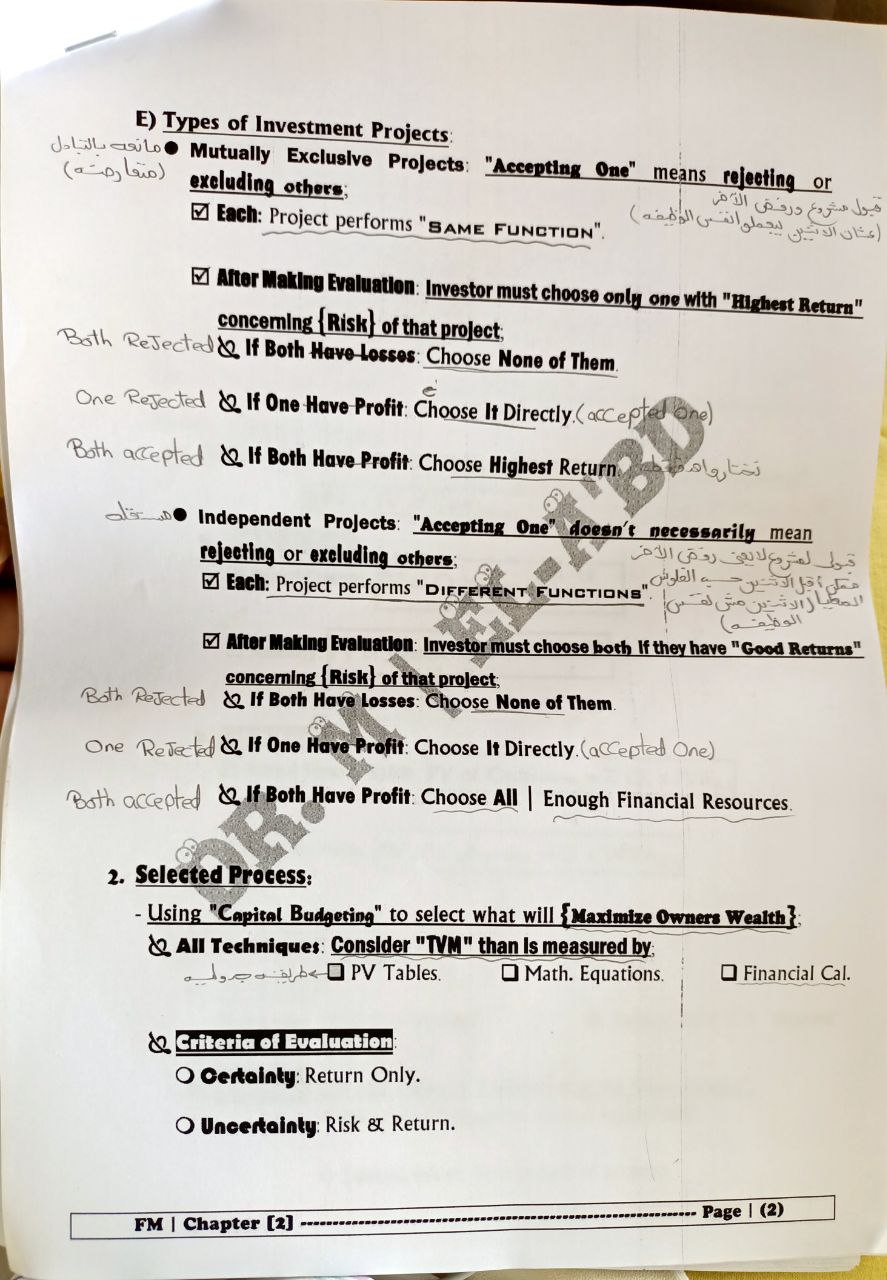 E) Types of Investment Projects:
مانعه بالتبادل ● Mutually Exclusive Projects: "Accepting One" means rejecting or
(متعارضة) excluding others;
قبول مشروع ورفض الآخر
☑ Each: Project performs "SAME FUNCTION".
(عشان الاتنين بيعملوا نفس الوظيفه)
☑ After Making Evaluation: Investor must choose only one with "Highest Return"
concerning {Risk} of that project;
Both Rejected If Both Have Losses: Choose None of Them.
One Rejected If One Have Profit: Choose It Directly. (accepted One)
Both accepted If Both Have Profit: Choose Highest Return.
مستقله ● Independent Projects: "Accepting One" doesn't necessarily mean
rejecting or excluding others;
قبول مشروع لا يعني رفض الآخر
☑ Each: Project performs "DIFFERENT FUNCTIONS".
ممكن أقبل الاتنين حسب الفلوس
(الاتنين مش نفس
الوظيفه)
☑ After Making Evaluation: Investor must choose both if they have "Good Returns"
concerning {Risk} of that project;
Both Rejected If Both Have Losses: Choose None of Them.
One Rejected If One Have Profit: Choose It Directly. (accepted One)
Both accepted If Both Have Profit: Choose All | Enough Financial Resources.
DR. M | EL-A'BD
2. Selected Process:
- Using "Capital Budgeting" to select what will {Maximize Owners Wealth};
All Techniques: Consider "TVM" than is measured by;
❑ PV Tables. ❑ Math. Equations. ❑ Financial Cal.
Criteria of Evaluation:
❍ Certainty: Return Only.
❍ Uncertainty: Risk & Return.
FM | Chapter [2] ---------------------------------------------------------- Page | (2)